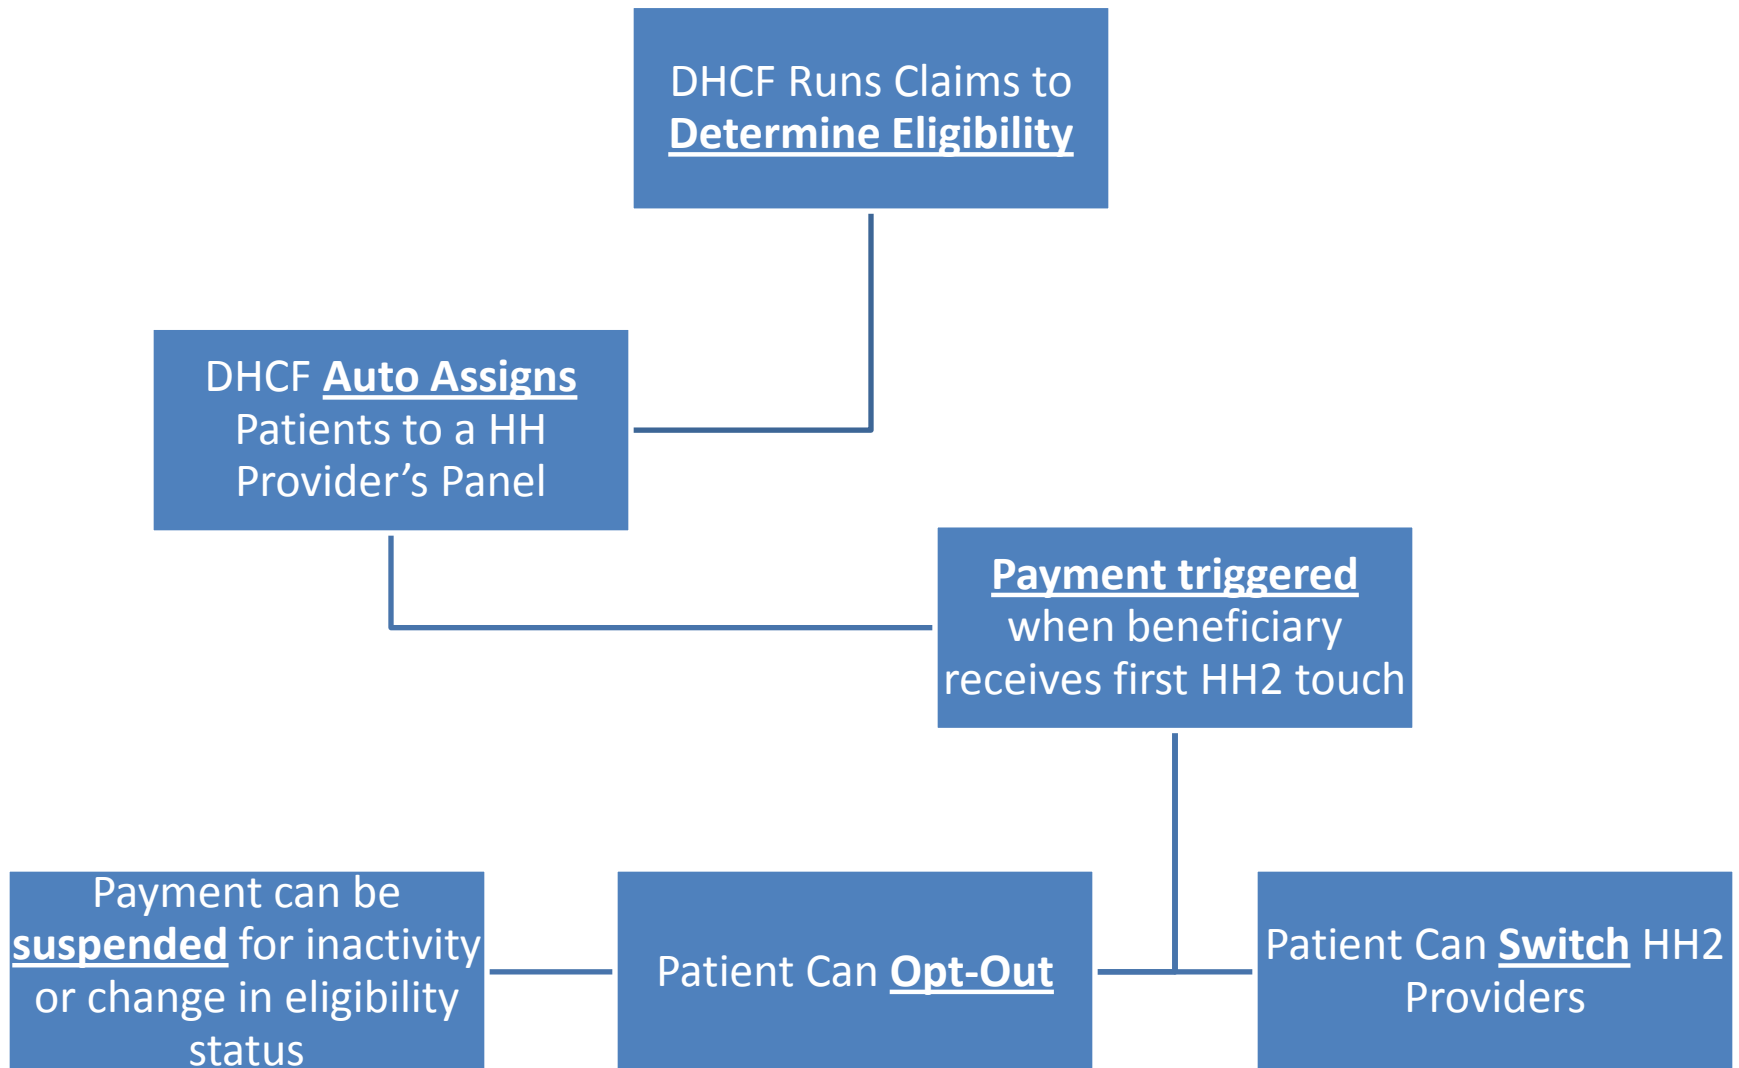 DHCF Runs Claims to
Determine Eligibility
DHCF Auto Assigns
Patients to a HH
Provider’s Panel
Payment triggered
when beneficiary
receives first HH2 touch
Payment can be
suspended for inactivity
or change in eligibility
status
Patient Can Opt-Out
Patient Can Switch HH2
Providers